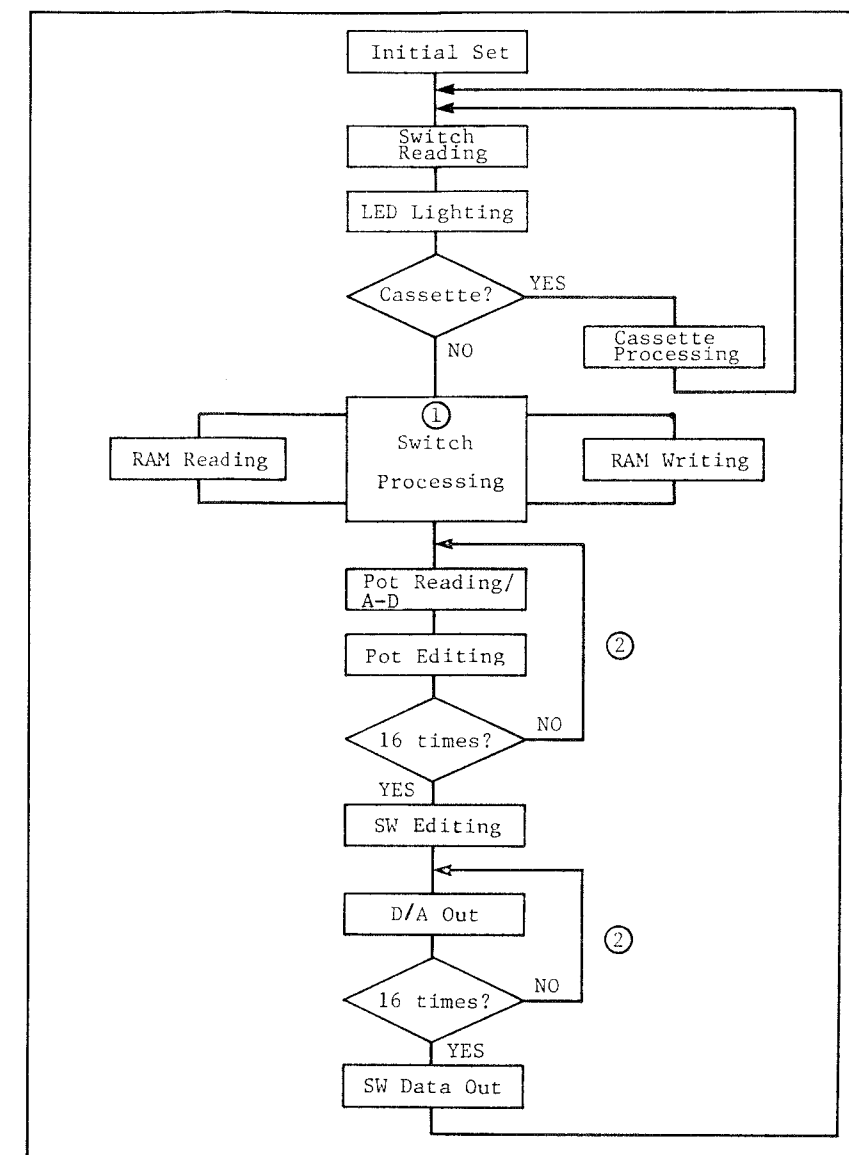 Initial Set
Switch
Reading
LED Lighting
Cassette?
YES
Cassette
Processing
NO
①
Switch
Processing
RAM Reading
RAM Writing
Pot Reading/
A-D
Pot Editing
②
16 times?
NO
YES
SW Editing
D/A Out
②
16 times?
NO
YES
SW Data Out